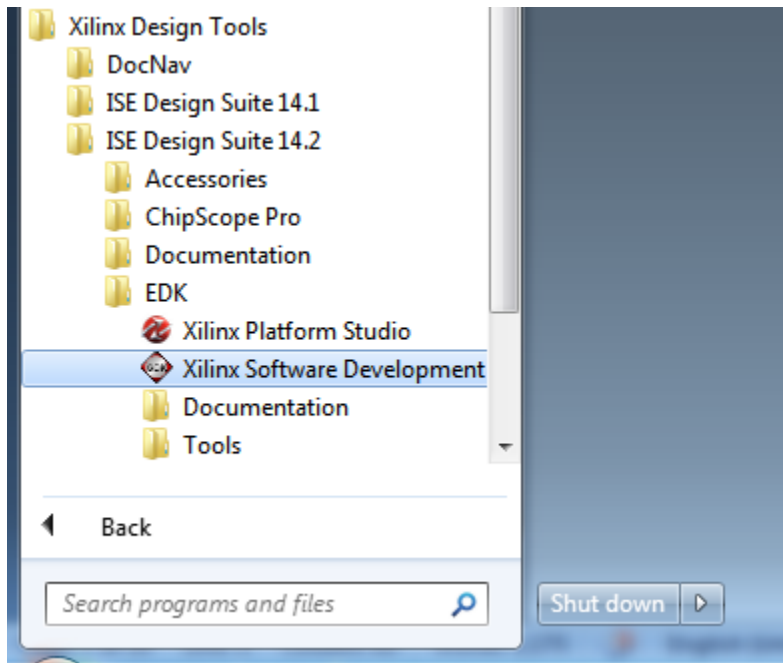 Xilinx Design Tools
DocNav
ISE Design Suite 14.1
ISE Design Suite 14.2
Accessories
ChipScope Pro
Documentation
EDK
Xilinx Platform Studio
Xilinx Software Development
Documentation
Tools
Back
Search programs and files
Shut down